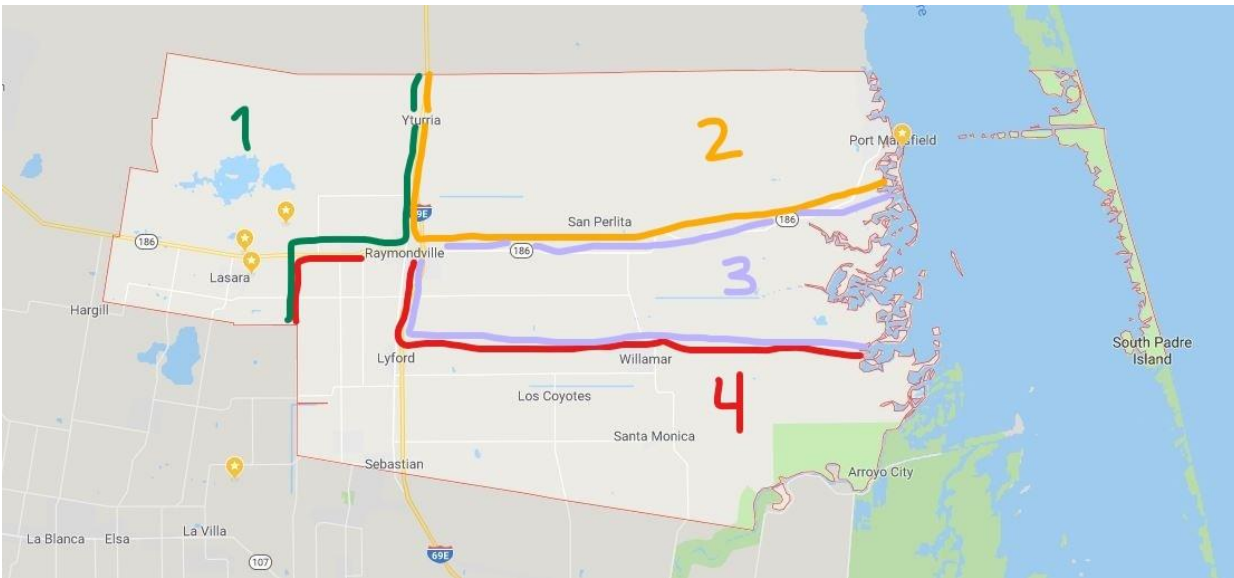 1
Yturria
2
Port Mansfield
69E
San Perlita
186
186
186
Raymondville
Lasara
3
Hargill
Lyford
Willamar
South Padre
Island
4
Los Coyotes
Santa Monica
Sebastian
Arroyo City
La Blanca
Elsa
La Villa
107
69E